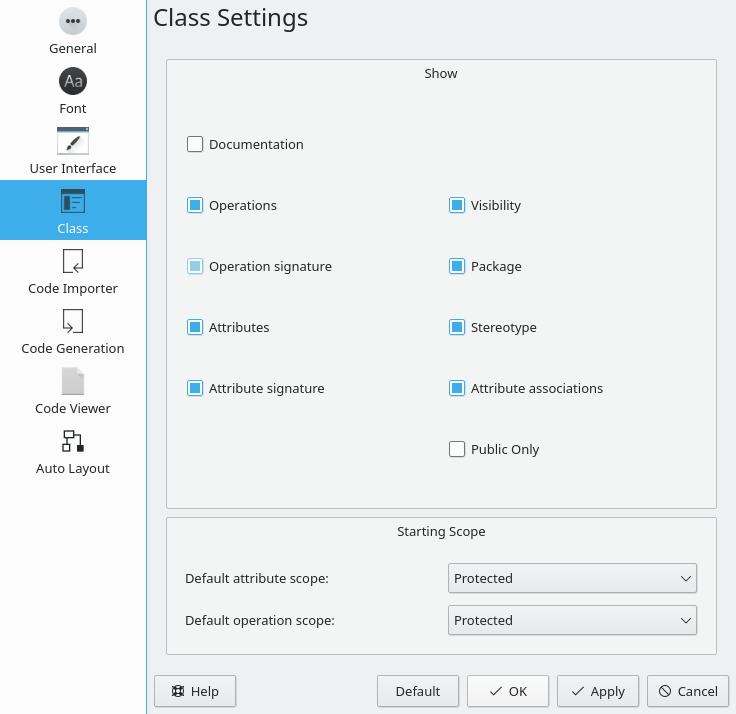 General
Aa
Font
User Interface
Class
Code Importer
Code Generation
Code Viewer
Auto Layout
Class Settings
Show
Documentation
Operations
Visibility
Operation signature
Package
Attributes
Stereotype
Attribute signature
Attribute associations
Public Only
Starting Scope
Default attribute scope: Protected
Default operation scope: Protected
Help Default OK Apply Cancel